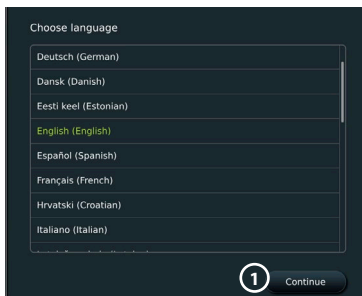 Choose language
Deutsch (German)
Dansk (Danish)
Eesti keel (Estonian)
English (English)
Español (Spanish)
Français (French)
Hrvatski (Croatian)
Italiano (Italian)
1
Continue